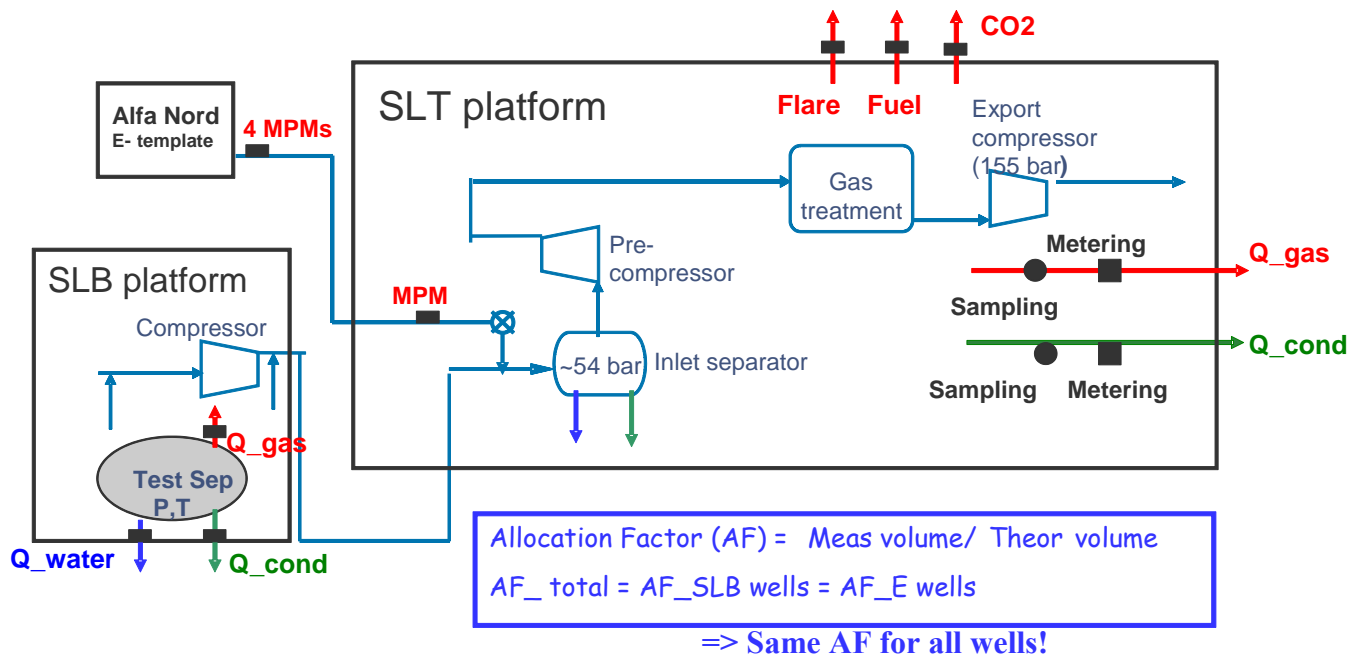 CO2
Flare
Fuel
SLT platform
Alfa Nord
E- template
4 MPMs
Export
compressor
(155 bar)
Gas
treatment
Pre-
compressor
Metering
Q_gas
Sampling
SLB platform
Compressor
MPM
~54 bar
Inlet separator
Q_cond
Sampling
Metering
Q_gas
Test Sep
P,T
Q_water
Q_cond
Allocation Factor (AF) = Meas volume/ Theor volume
AF_ total = AF_SLB wells = AF_E wells
=> Same AF for all wells!